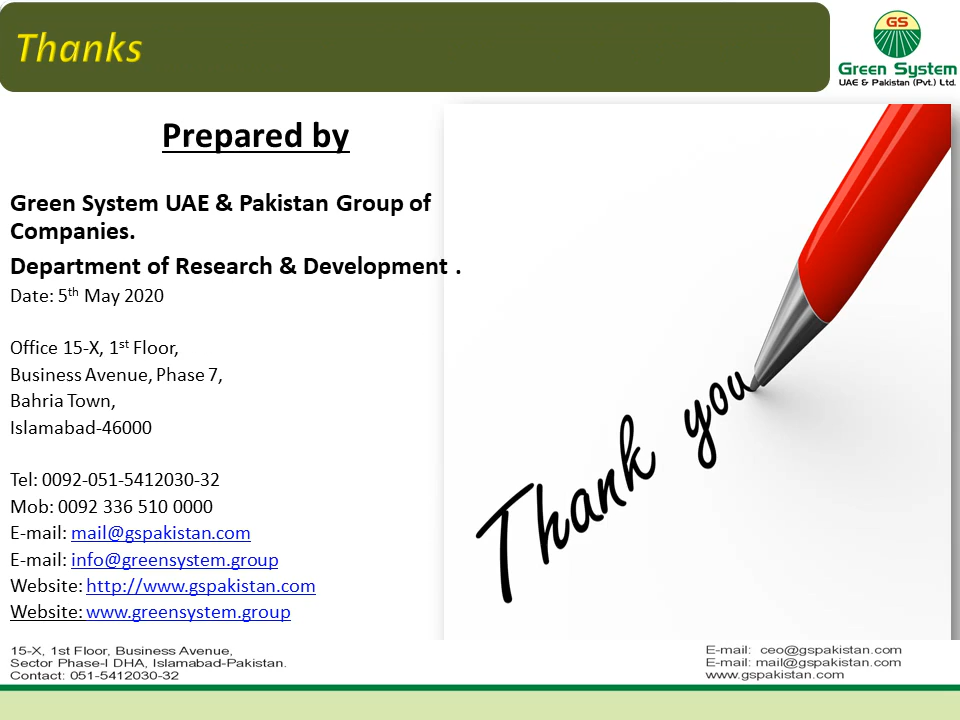 Thanks
GS
Green System
UAE & Pakistan (Pvt.) Ltd.
Prepared by
Green System UAE & Pakistan Group of
Companies.
Department of Research & Development .
Date: 5th May 2020
Office 15-X, 1st Floor,
Business Avenue, Phase 7,
Bahria Town,
Islamabad-46000
Tel: 0092-051-5412030-32
Mob: 0092 336 510 0000
E-mail: mail@gspakistan.com
E-mail: info@greensystem.group
Website: http://www.gspakistan.com
Website: www.greensystem.group
Thank you
15-X, 1st Floor, Business Avenue,
Sector Phase-I DHA, Islamabad-Pakistan.
Contact: 051-5412030-32
E-mail: ceo@gspakistan.com
E-mail: mail@gspakistan.com
www.gspakistan.com